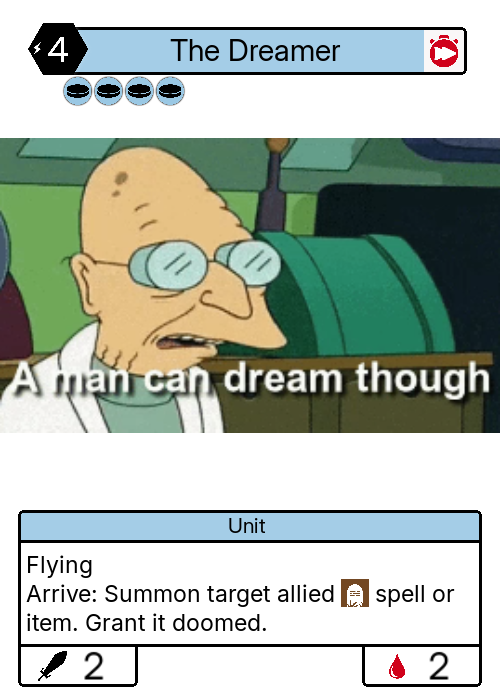 4 The Dreamer
A man can dream though
Unit
Flying
Arrive: Summon target allied spell or
item. Grant it doomed.
2 2